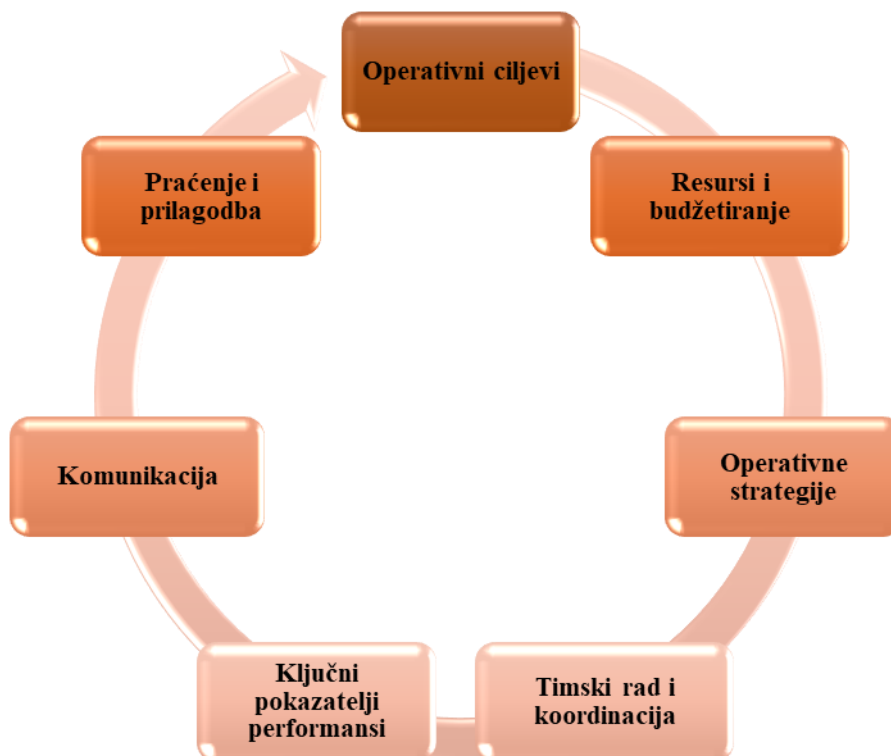 Operativni ciljevi
Resursi i
budžetiranje
Operativne
strategije
Timski rad i
koordinacija
Ključni
pokazatelji
performansi
Komunikacija
Praćenje i
prilagodba